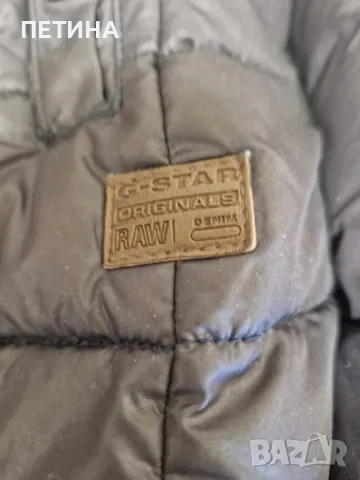 ПЕТИНА
G-STAR
ORIGINALS
RAW DENIM
BAZAR